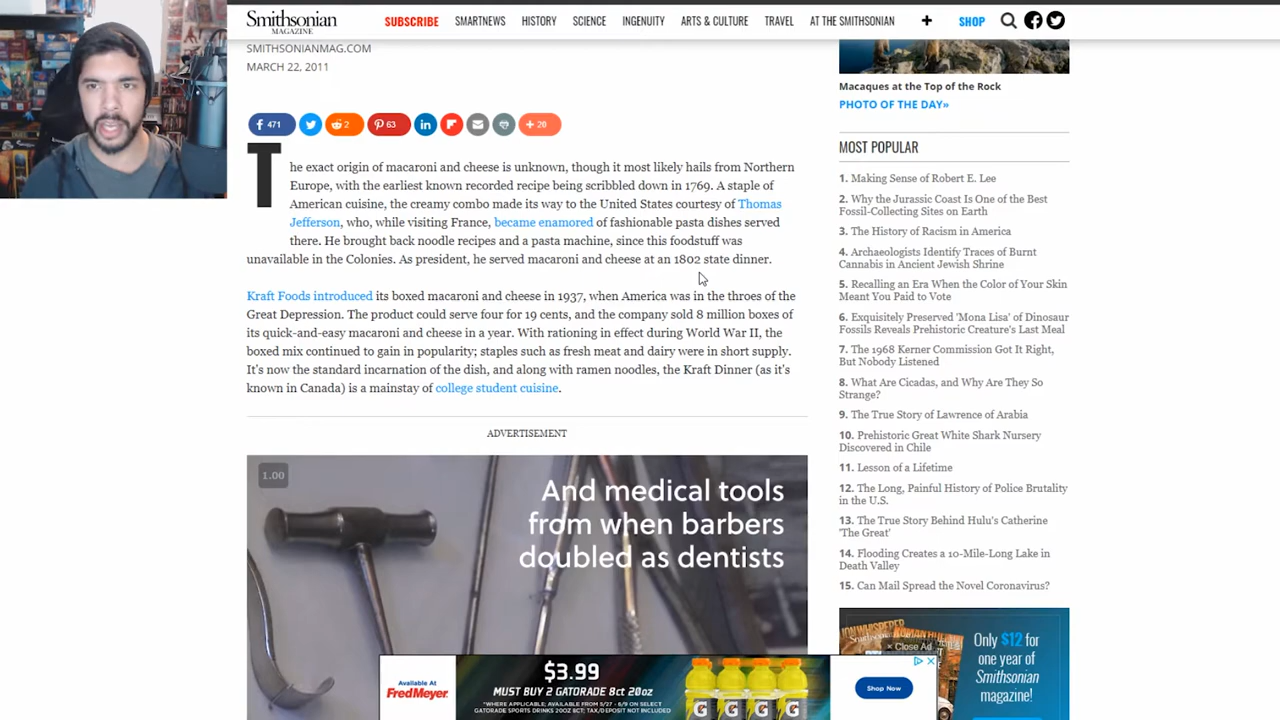 Smithsonian
MAGAZINE
SUBSCRIBE SMARTNEWS HISTORY SCIENCE INGENUITY ARTS & CULTURE TRAVEL AT THE SMITHSONIAN + SHOP
SMITHSONIANMAG.COM
MARCH 22, 2011
471 2 63 + 20
The exact origin of macaroni and cheese is unknown, though it most likely hails from Northern
Europe, with the earliest known recorded recipe being scribbled down in 1769. A staple of
American cuisine, the creamy combo made its way to the United States courtesy of Thomas
Jefferson, who, while visiting France, became enamored of fashionable pasta dishes served
there. He brought back noodle recipes and a pasta machine, since this foodstuff was
unavailable in the Colonies. As president, he served macaroni and cheese at an 1802 state dinner.
Kraft Foods introduced its boxed macaroni and cheese in 1937, when America was in the throes of the
Great Depression. The product could serve four for 19 cents, and the company sold 8 million boxes of
its quick-and-easy macaroni and cheese in a year. With rationing in effect during World War II, the
boxed mix continued to gain in popularity; staples such as fresh meat and dairy were in short supply.
It's now the standard incarnation of the dish, and along with ramen noodles, the Kraft Dinner (as it's
known in Canada) is a mainstay of college student cuisine.
ADVERTISEMENT
1.00
And medical tools
from when barbers
doubled as dentists
Macaques at the Top of the Rock
PHOTO OF THE DAY»
MOST POPULAR
1. Making Sense of Robert E. Lee
2. Why the Jurassic Coast Is One of the Best
Fossil-Collecting Sites on Earth
3. The History of Racism in America
4. Archaeologists Identify Traces of Burnt
Cannabis in Ancient Jewish Shrine
5. Recalling an Era When the Color of Your Skin
Meant You Paid to Vote
6. Exquisitely Preserved 'Mona Lisa' of Dinosaur
Fossils Reveals Prehistoric Creature's Last Meal
7. The 1968 Kerner Commission Got It Right,
But Nobody Listened
8. What Are Cicadas, and Why Are They So
Strange?
9. The True Story of Lawrence of Arabia
10. Prehistoric Great White Shark Nursery
Discovered in Chile
11. Lesson of a Lifetime
12. The Long, Painful History of Police Brutality
in the U.S.
13. The True Story Behind Hulu's Catherine
'The Great'
14. Flooding Creates a 10-Mile-Long Lake in
Death Valley
15. Can Mail Spread the Novel Coronavirus?
× Close Ad
Only $12 for
one year of
Smithsonian
magazine!
Available At
FredMeyer
$3.99
MUST BUY 2 GATORADE 8ct 20oz
*WHERE APPLICABLE; AVAILABLE FROM 5/27 - 6/9 ON SELECT
GATORADE SPORTS DRINKS 20OZ 8CT; TAX/DEPOSIT NOT INCLUDED
Shop Now